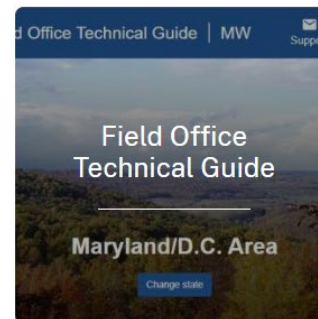 d Office Technical Guide | MW
Suppo
Field Office
Technical Guide
Maryland/D.C. Area
Change state